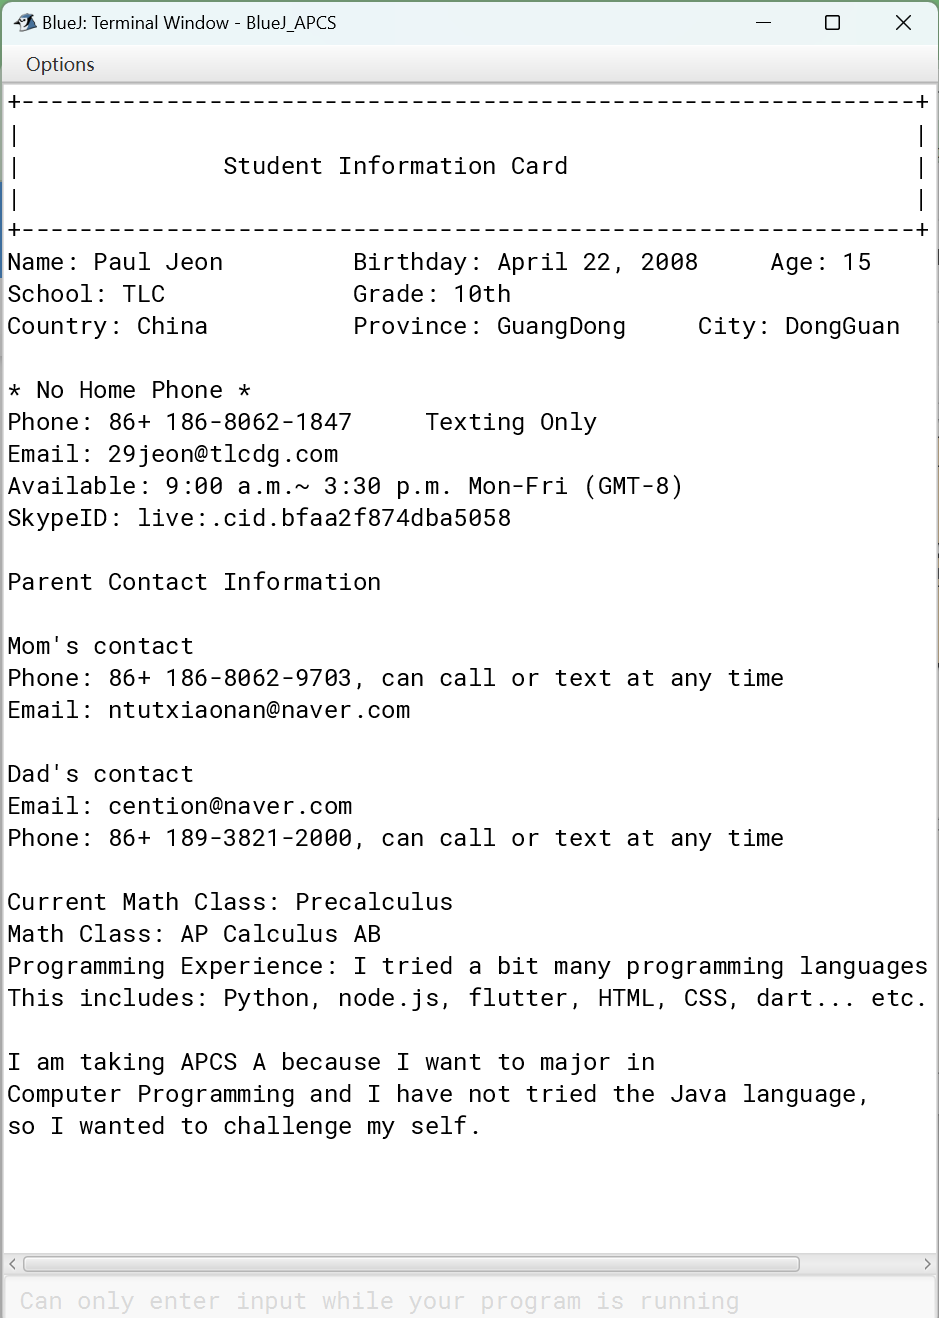 BlueJ: Terminal Window - BlueJ_APCS
Options
+--------------------------------------------------------------+
|                                                              |
|              Student Information Card                        |
|                                                              |
+--------------------------------------------------------------+
Name: Paul Jeon         Birthday: April 22, 2008     Age: 15
School: TLC             Grade: 10th
Country: China          Province: GuangDong     City: DongGuan

* No Home Phone *
Phone: 86+ 186-8062-1847     Texting Only
Email: 29jeon@tlcdg.com
Available: 9:00 a.m.~ 3:30 p.m. Mon-Fri (GMT-8)
SkypeID: live:.cid.bfaa2f874dba5058

Parent Contact Information

Mom's contact
Phone: 86+ 186-8062-9703, can call or text at any time
Email: ntutxiaonan@naver.com

Dad's contact
Email: cention@naver.com
Phone: 86+ 189-3821-2000, can call or text at any time

Current Math Class: Precalculus
Math Class: AP Calculus AB
Programming Experience: I tried a bit many programming languages
This includes: Python, node.js, flutter, HTML, CSS, dart... etc.

I am taking APCS A because I want to major in
Computer Programming and I have not tried the Java language,
so I wanted to challenge my self.
Can only enter input while your program is running